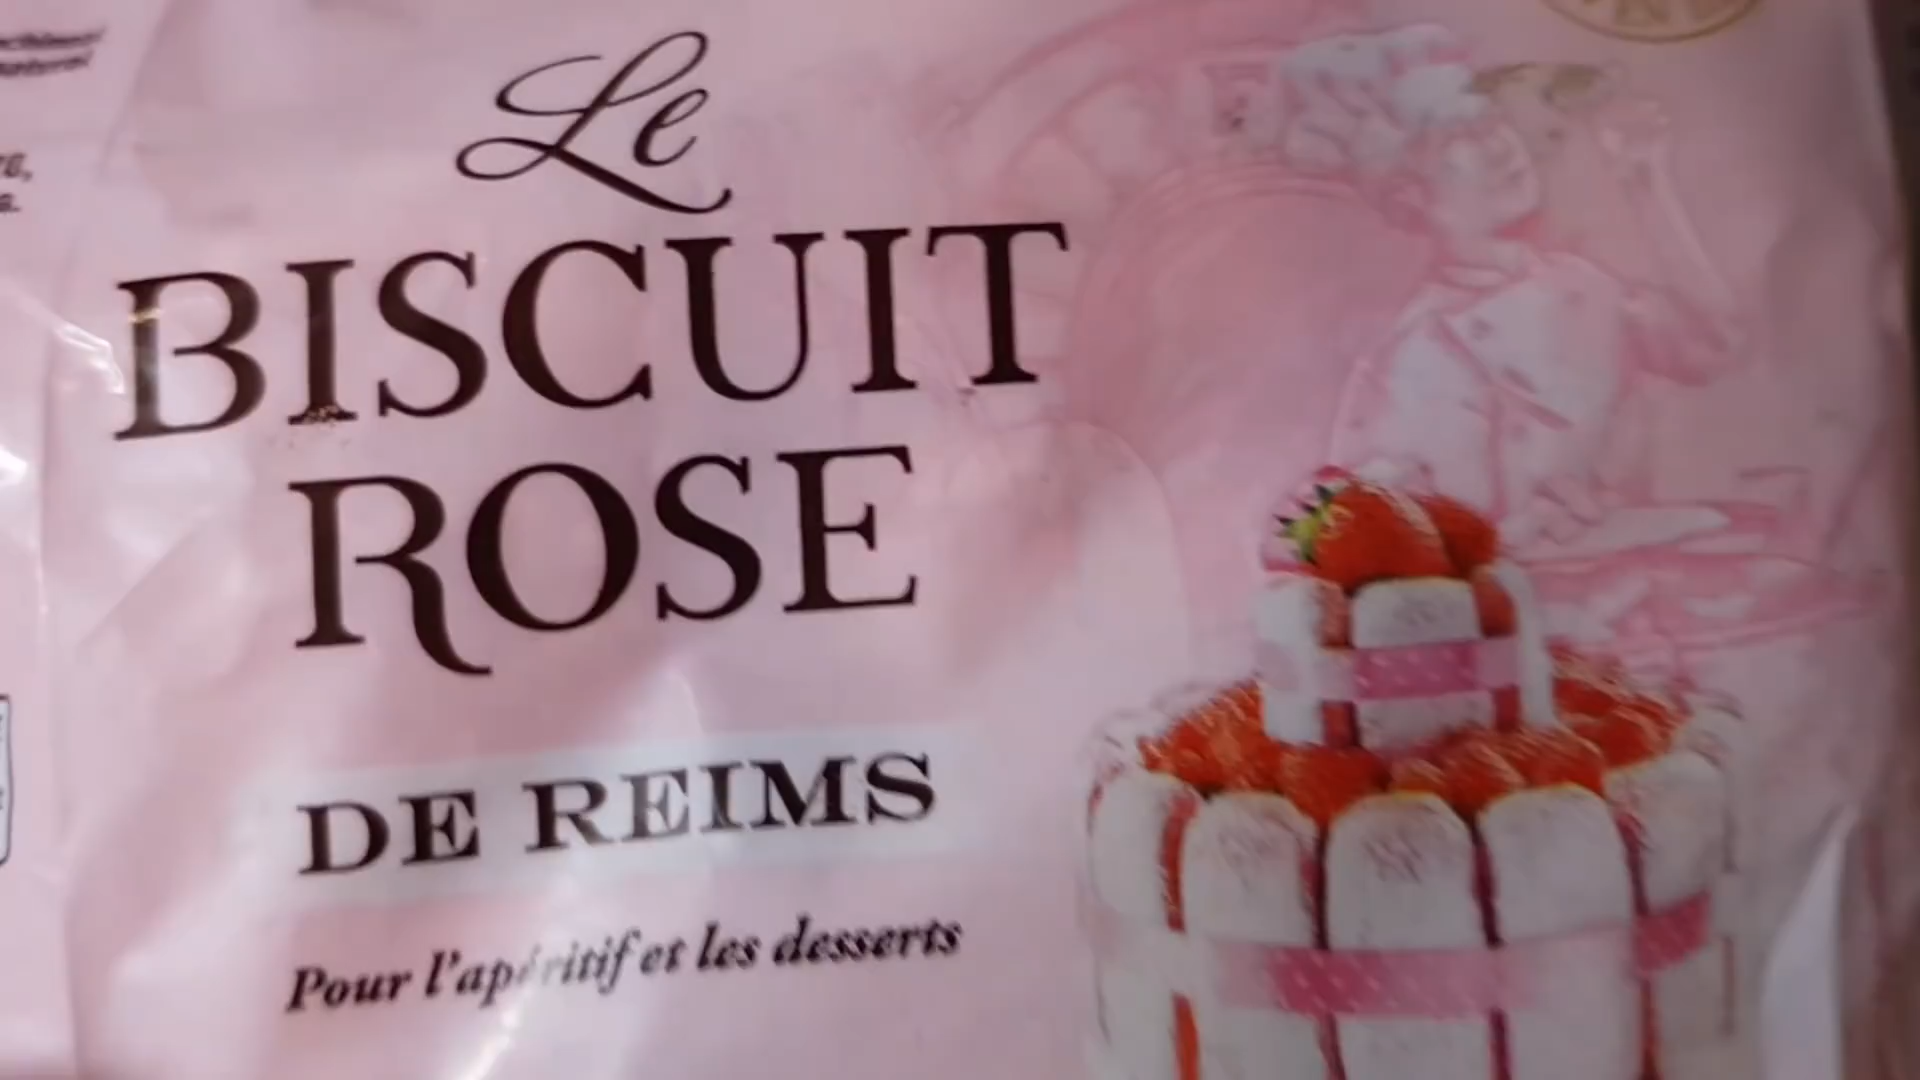 Le
BISCUIT
ROSE
DE REIMS
Pour l'apéritif et les desserts